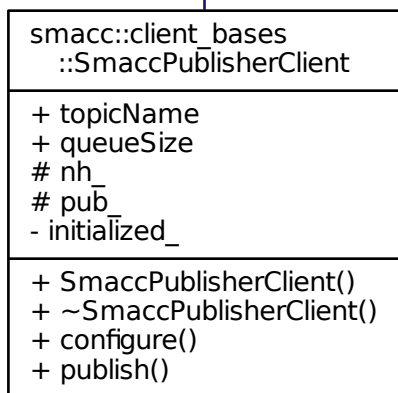 smacc::client_bases
::SmaccPublisherClient
+ topicName
+ queueSize
# nh_
# pub_
- initialized_
+ SmaccPublisherClient()
+ ~SmaccPublisherClient()
+ configure()
+ publish()